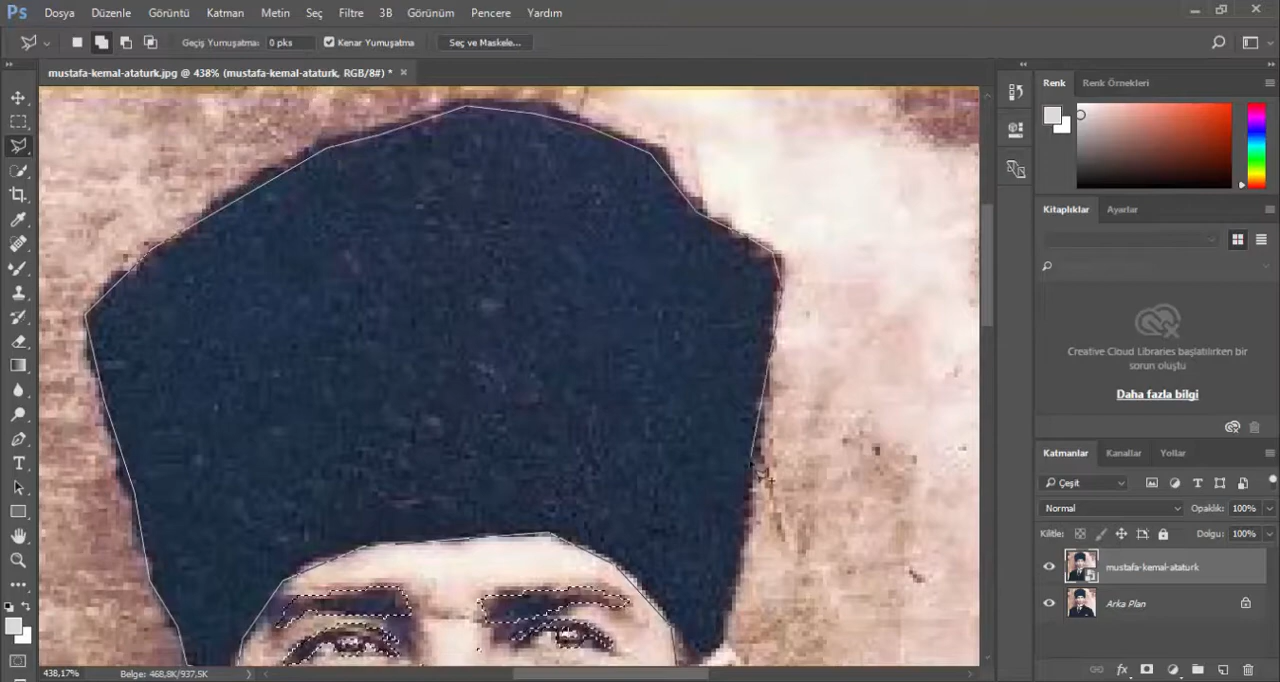 Ps Dosya Düzenle Görüntü Katman Metin Seç Filtre 3B Görünüm Pencere Yardım
Geçiş Yumuşatma: 0 pks Kenar Yumuşatma Seç ve Maskele...
mustafa-kemal-ataturk.jpg @ 438% (mustafa-kemal-ataturk, RGB/8#) *
Renk Renk Örnekleri
Kitaplıklar Ayarlar
Creative Cloud Libraries başlatılırken bir
sorun oluştu
Daha fazla bilgi
Katmanlar Kanallar Yollar
Çeşit
Normal Opaklık: 100%
Kilitle: Dolgu: 100%
mustafa-kemal-ataturk
Arka Plan
438,17% Belge: 468,8K/937,5K